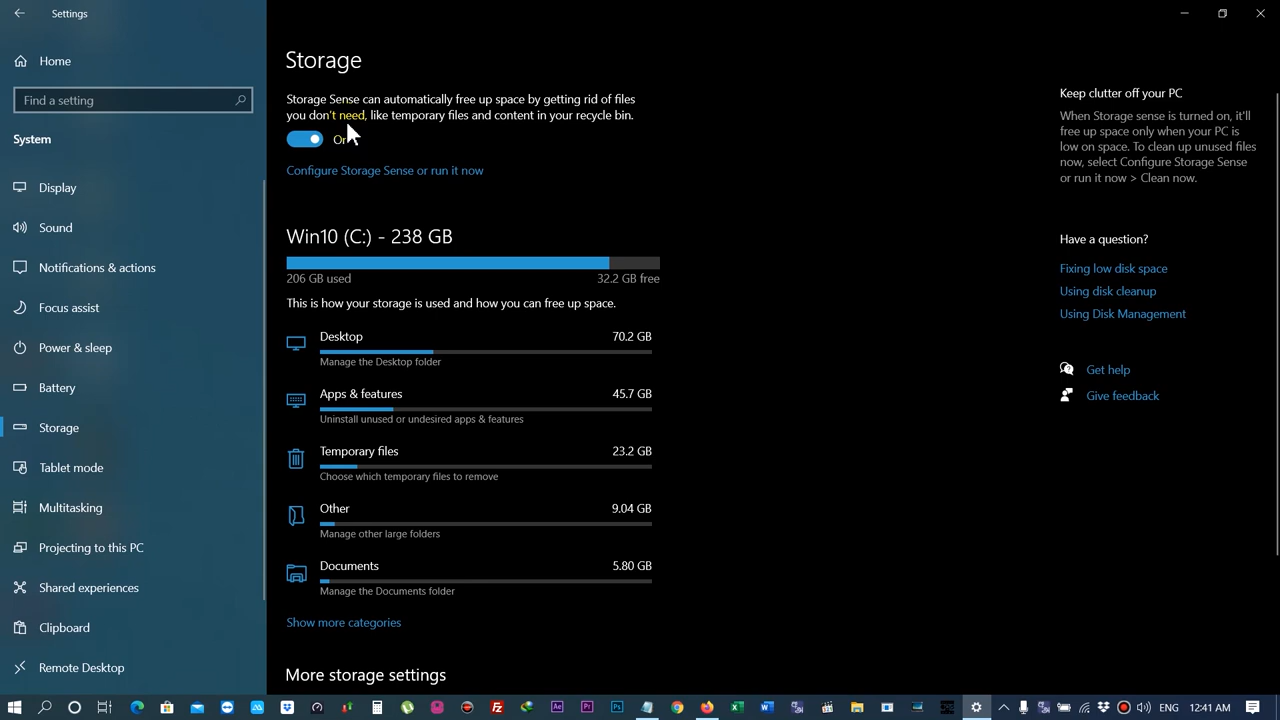 Settings
Home
Find a setting
System
Display
Sound
Notifications & actions
Focus assist
Power & sleep
Battery
Storage
Tablet mode
Multitasking
Projecting to this PC
Shared experiences
Clipboard
Remote Desktop
Storage
Storage Sense can automatically free up space by getting rid of files
you don't need, like temporary files and content in your recycle bin.
Configure Storage Sense or run it now
Win10 (C:) - 238 GB
206 GB used 32.2 GB free
This is how your storage is used and how you can free up space.
Desktop 70.2 GB
Manage the Desktop folder
Apps & features 45.7 GB
Uninstall unused or undesired apps & features
Temporary files 23.2 GB
Choose which temporary files to remove
Other 9.04 GB
Manage other large folders
Documents 5.80 GB
Manage the Documents folder
Show more categories
More storage settings
Keep clutter off your PC
When Storage sense is turned on, it'll
free up space only when your PC is
low on space. To clean up unused files
now, select Configure Storage Sense
or run it now > Clean now.
Have a question?
Fixing low disk space
Using disk cleanup
Using Disk Management
Get help
Give feedback
Ae Pr Ps ENG 12:41 AM